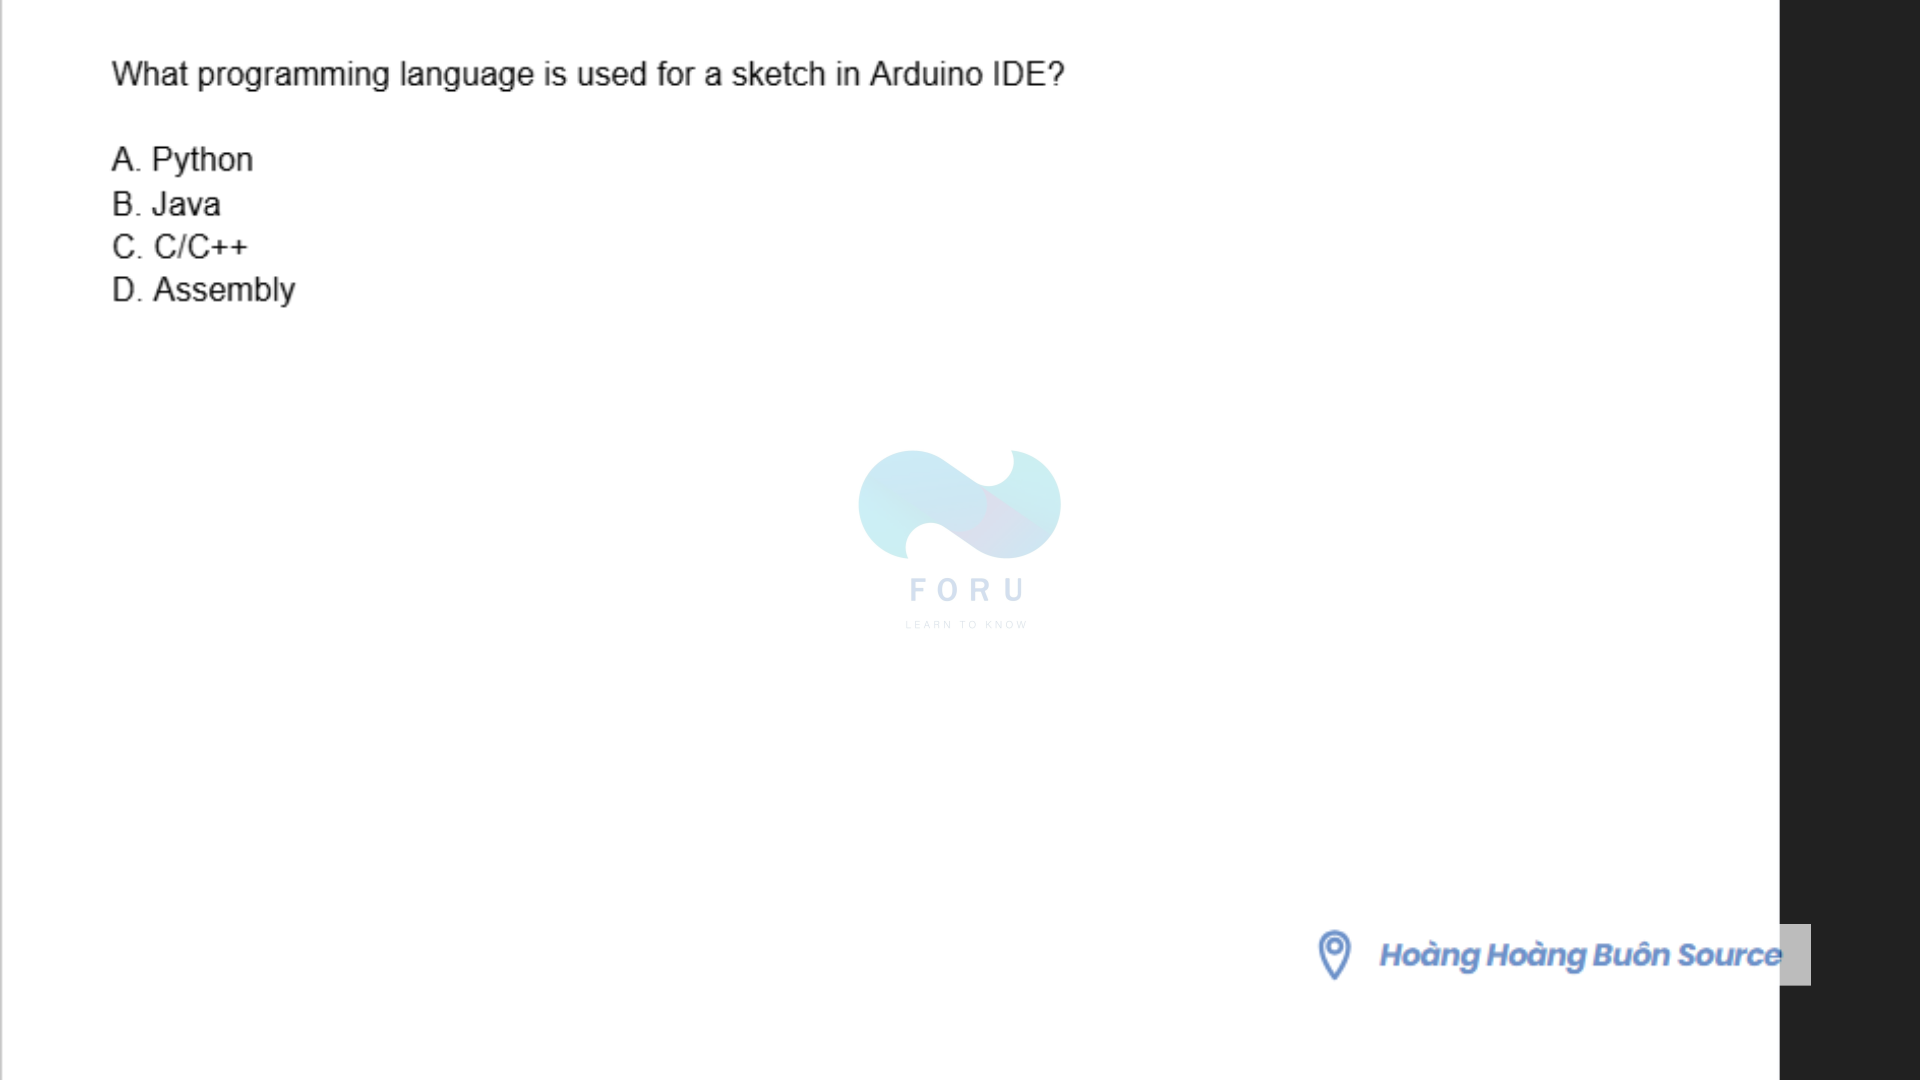 What programming language is used for a sketch in Arduino IDE?
A. Python
B. Java
C. C/C++
D. Assembly
FORU
LEARN TO KNOW
Hoàng Hoàng Buôn Source